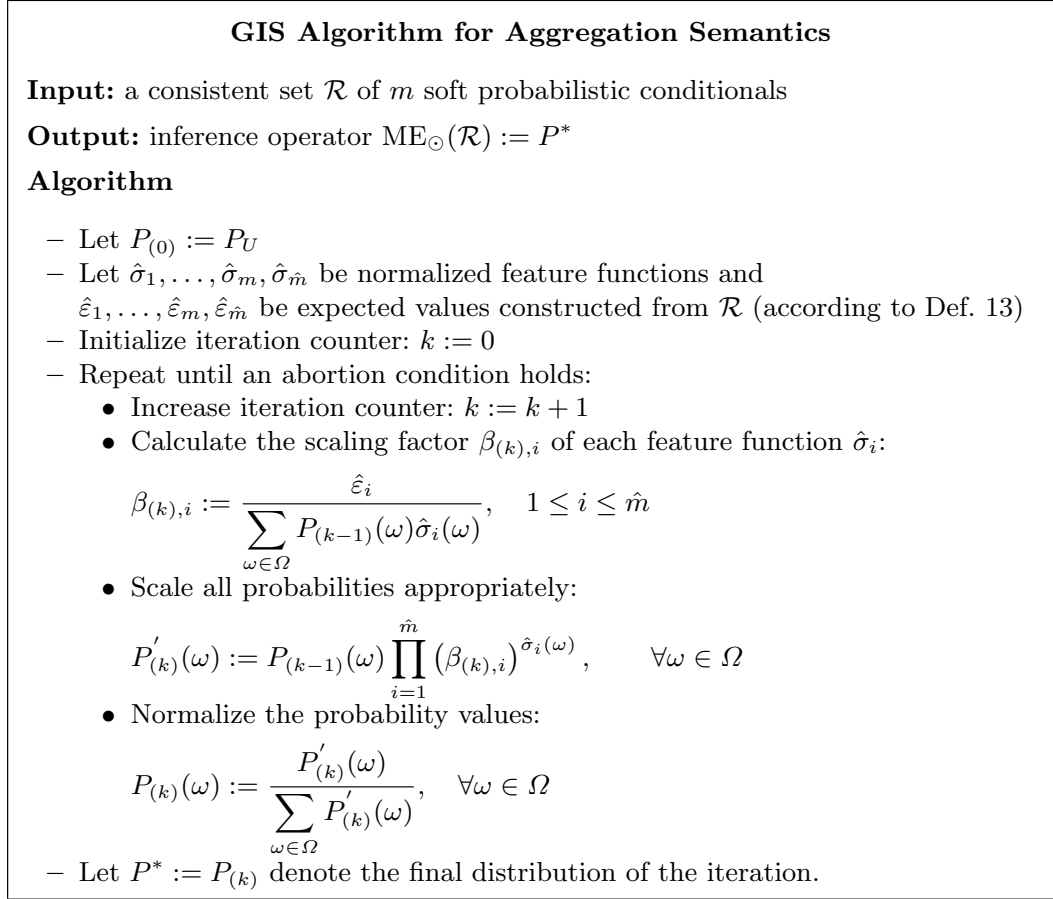 GIS Algorithm for Aggregation Semantics
Input: a consistent set ℛ of m soft probabilistic conditionals
Output: inference operator ME⊙(ℛ) := P*
Algorithm
– Let P₍₀₎ := P_U
– Let σ̂₁, . . . , σ̂ₘ, σ̂_m̂ be normalized feature functions and
ε̂₁, . . . , ε̂ₘ, ε̂_m̂ be expected values constructed from ℛ (according to Def. 13)
– Initialize iteration counter: k := 0
– Repeat until an abortion condition holds:
• Increase iteration counter: k := k + 1
• Calculate the scaling factor β₍ₖ₎,ᵢ of each feature function σ̂ᵢ:
β₍ₖ₎,ᵢ := ε̂ᵢ / ∑_{ω∈Ω} P₍ₖ₋₁₎(ω)σ̂ᵢ(ω), 1 ≤ i ≤ m̂
• Scale all probabilities appropriately:
P′₍ₖ₎(ω) := P₍ₖ₋₁₎(ω) ∏_{i=1}^{m̂} (β₍ₖ₎,ᵢ)^{σ̂ᵢ(ω)}, ∀ω ∈ Ω
• Normalize the probability values:
P₍ₖ₎(ω) := P′₍ₖ₎(ω) / ∑_{ω∈Ω} P′₍ₖ₎(ω), ∀ω ∈ Ω
– Let P* := P₍ₖ₎ denote the final distribution of the iteration.